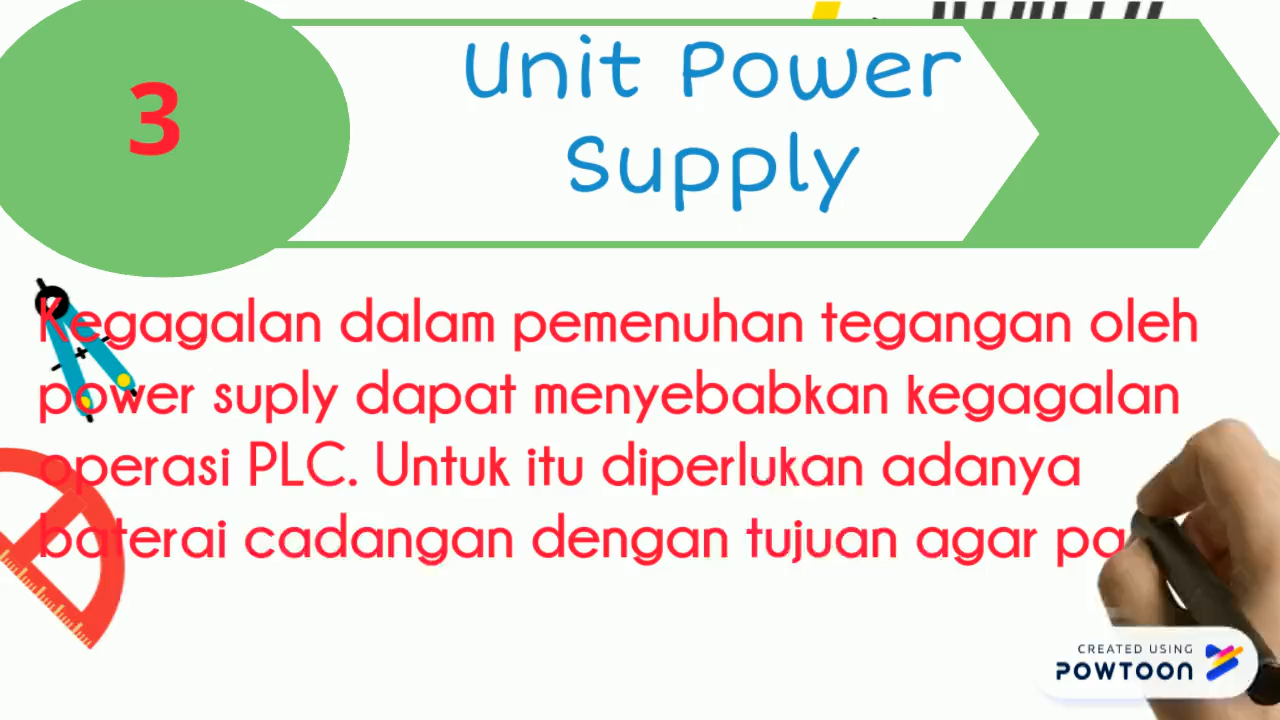 3
Unit Power
Supply
Kegagalan dalam pemenuhan tegangan oleh
power suply dapat menyebabkan kegagalan
operasi PLC. Untuk itu diperlukan adanya
baterai cadangan dengan tujuan agar pa
CREATED USING
POWTOON